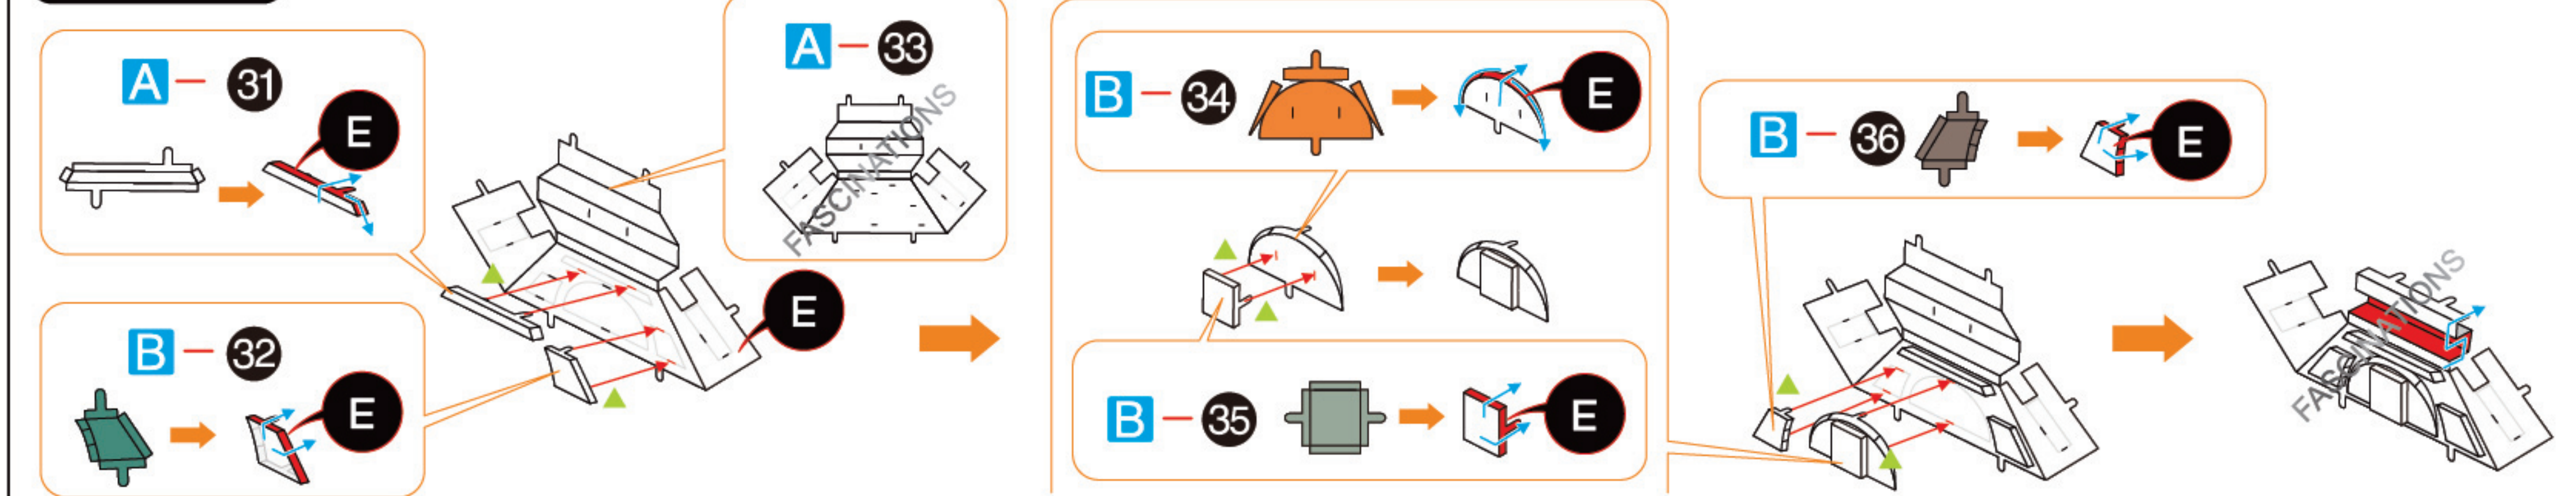 A — 31
E
B — 32
E
A — 33
FASCINATIONS
E
B — 34
E
B — 35
E
B — 36
E
FASCINATIONS